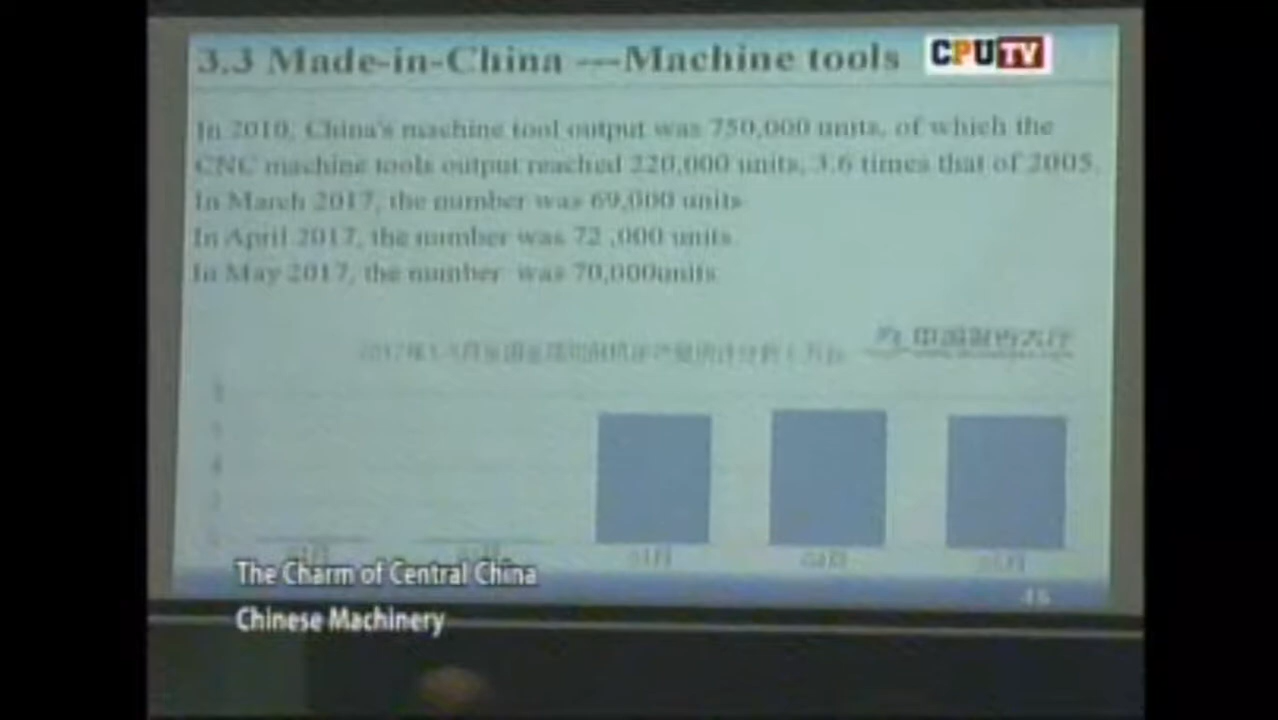 3.3 Made-in-China ---Machine tools
CPUTV
In 2010, China's machine tool output was 750,000 units, of which the
CNC machine tools output reached 220,000 units, 3.6 times that of 2005.
In March 2017, the number was 69,000 units
In April 2017, the number was 72 ,000 units.
In May 2017, the number was 70,000units
The Charm of Central China
46
Chinese Machinery